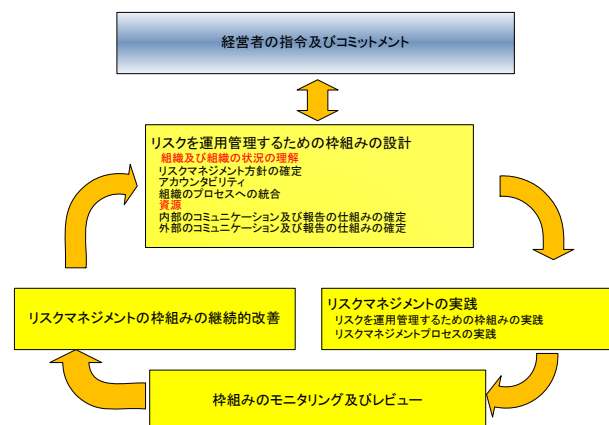 経営者の指令及びコミットメント
リスクを運用管理するための枠組みの設計
組織及び組織の状況の理解
リスクマネジメント方針の確定
アカウンタビリティ
組織のプロセスへの統合
資源
内部のコミュニケーション及び報告の仕組みの確定
外部のコミュニケーション及び報告の仕組みの確定
リスクマネジメントの枠組みの継続的改善
リスクマネジメントの実践
リスクを運用管理するための枠組みの実践
リスクマネジメントプロセスの実践
枠組みのモニタリング及びレビュー